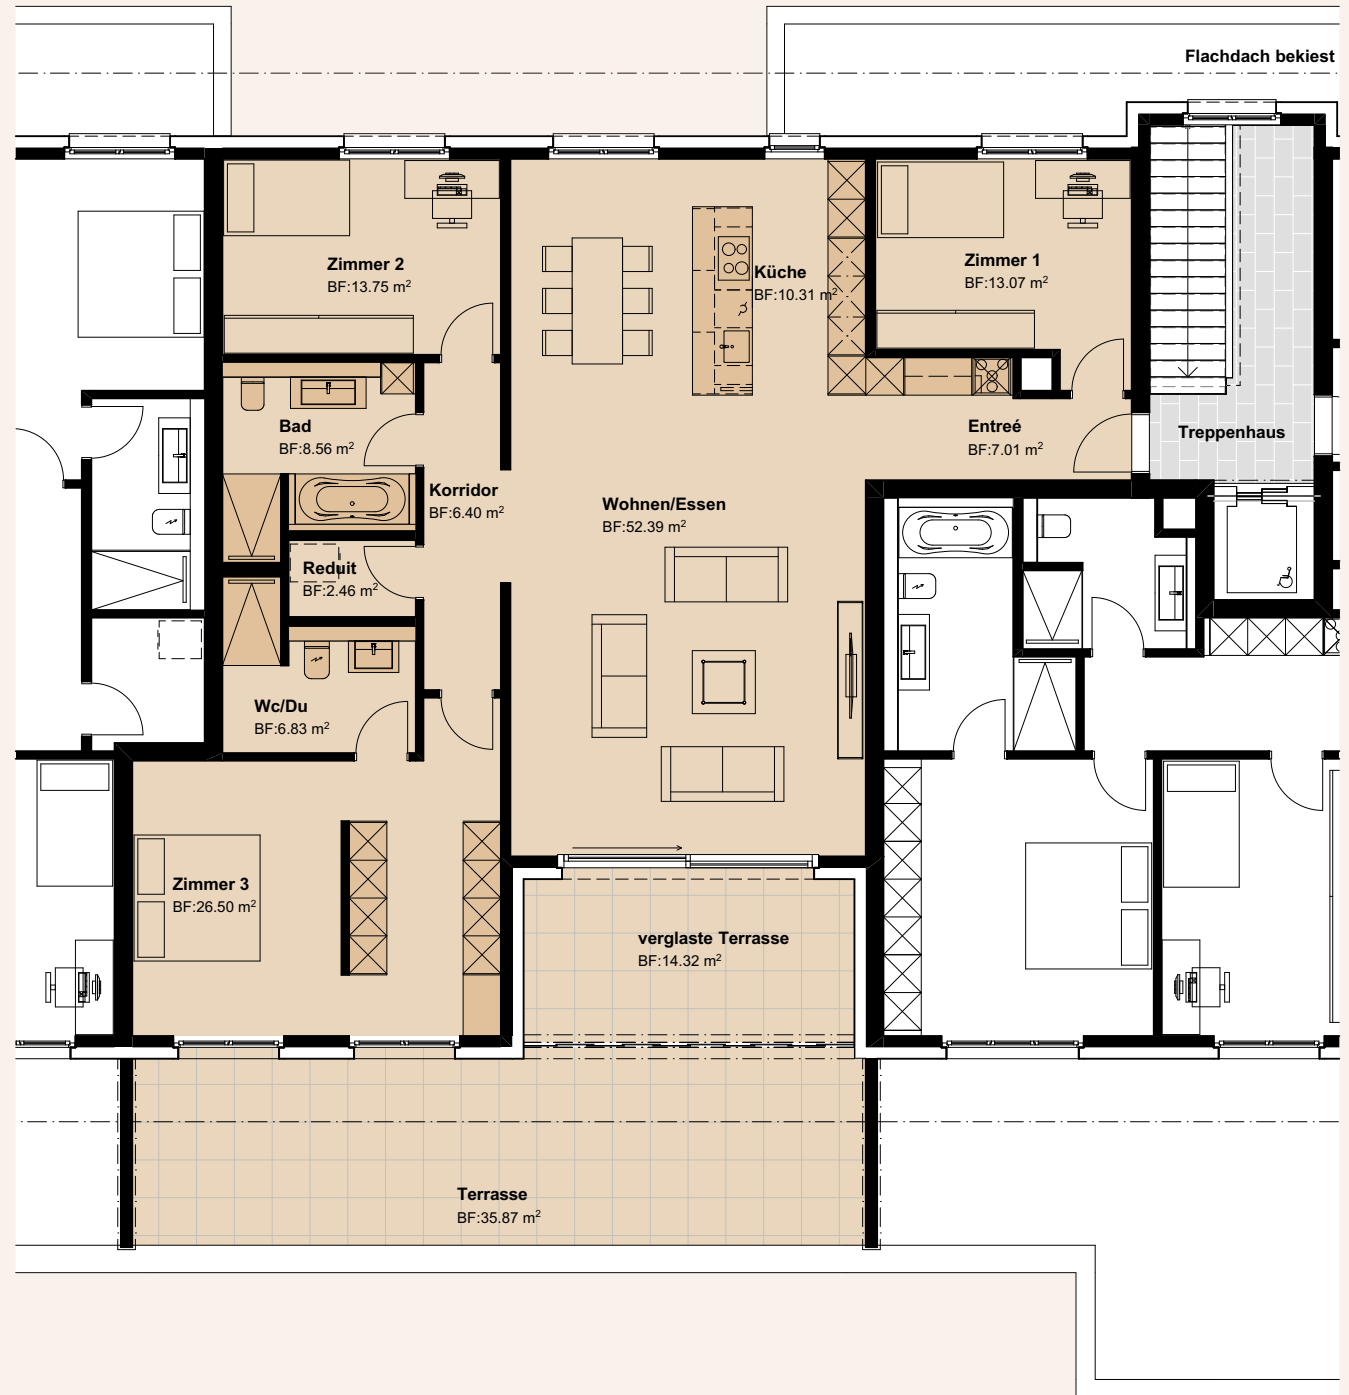 Flachdach bekiest
Zimmer 2
BF:13.75 m²
Küche
BF:10.31 m²
Zimmer 1
BF:13.07 m²
Bad
BF:8.56 m²
Entreé
BF:7.01 m²
Treppenhaus
Korridor
BF:6.40 m²
Wohnen/Essen
BF:52.39 m²
Reduit
BF:2.46 m²
Wc/Du
BF:6.83 m²
Zimmer 3
BF:26.50 m²
verglaste Terrasse
BF:14.32 m²
Terrasse
BF:35.87 m²